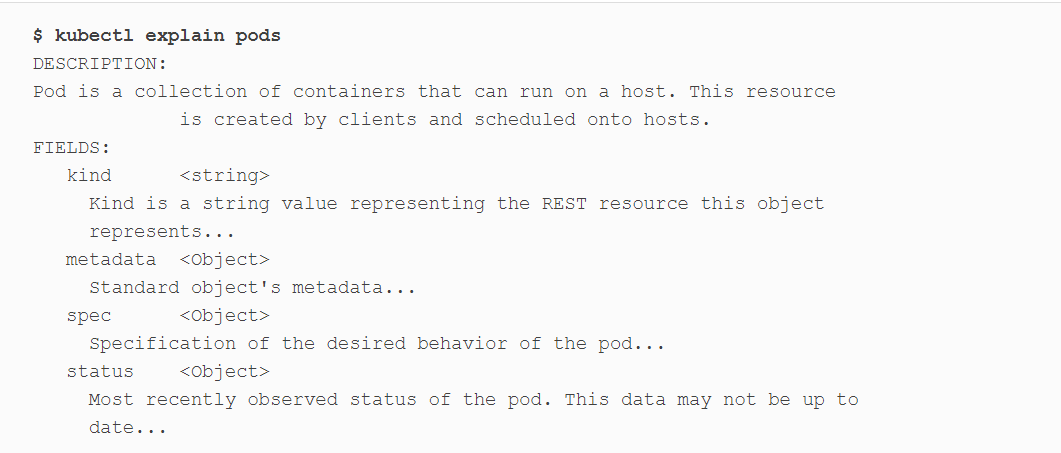 $ kubectl explain pods
DESCRIPTION:
Pod is a collection of containers that can run on a host. This resource
is created by clients and scheduled onto hosts.
FIELDS:
kind <string>
Kind is a string value representing the REST resource this object
represents...
metadata <Object>
Standard object's metadata...
spec <Object>
Specification of the desired behavior of the pod...
status <Object>
Most recently observed status of the pod. This data may not be up to
date...